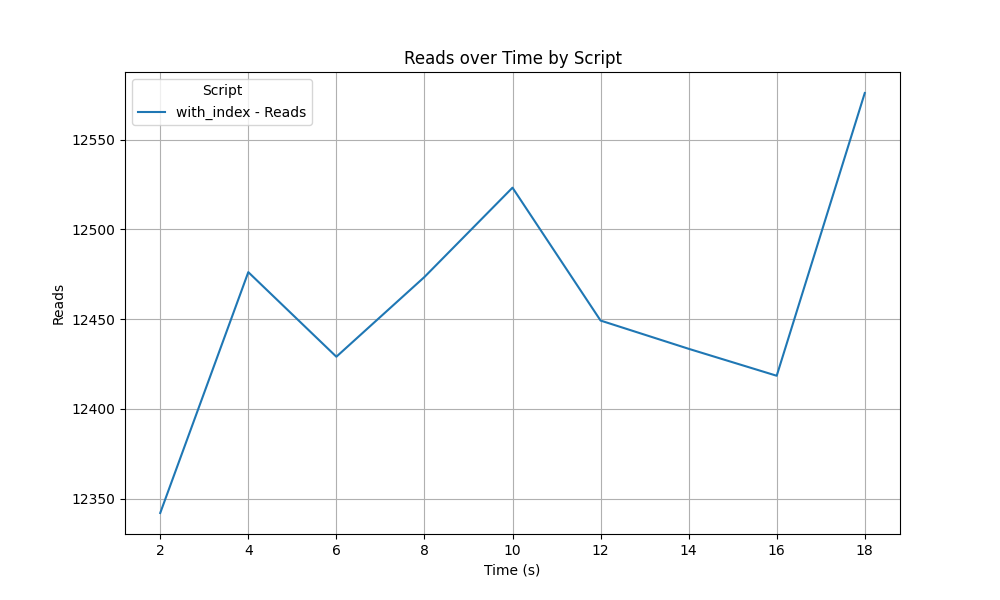 Reads over Time by Script
Script
with_index - Reads
12550
12500
12450
12400
12350
Reads
2 4 6 8 10 12 14 16 18
Time (s)